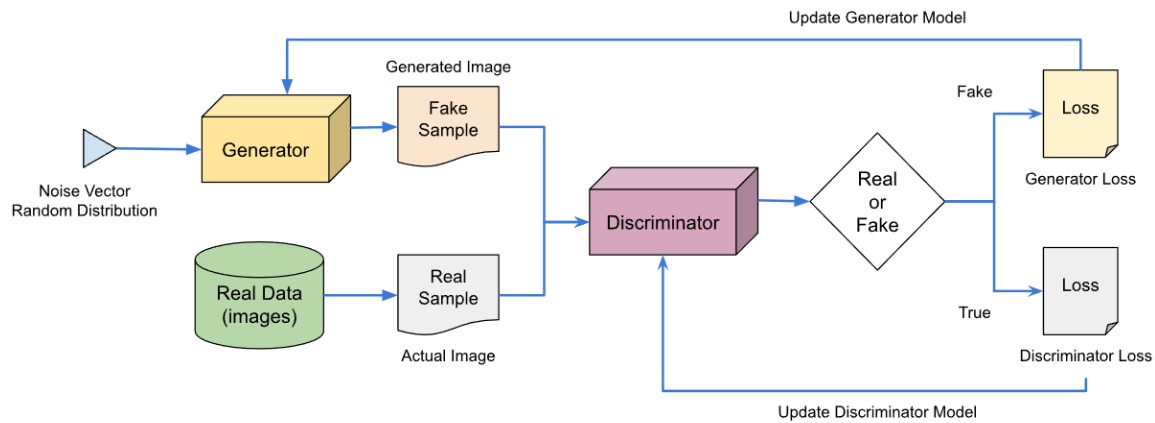 Update Generator Model
Generated Image
Fake
Sample
Generator
Noise Vector
Random Distribution
Real Data
(images)
Real
Sample
Actual Image
Discriminator
Real
or
Fake
Fake
Loss
Generator Loss
True
Loss
Discriminator Loss
Update Discriminator Model